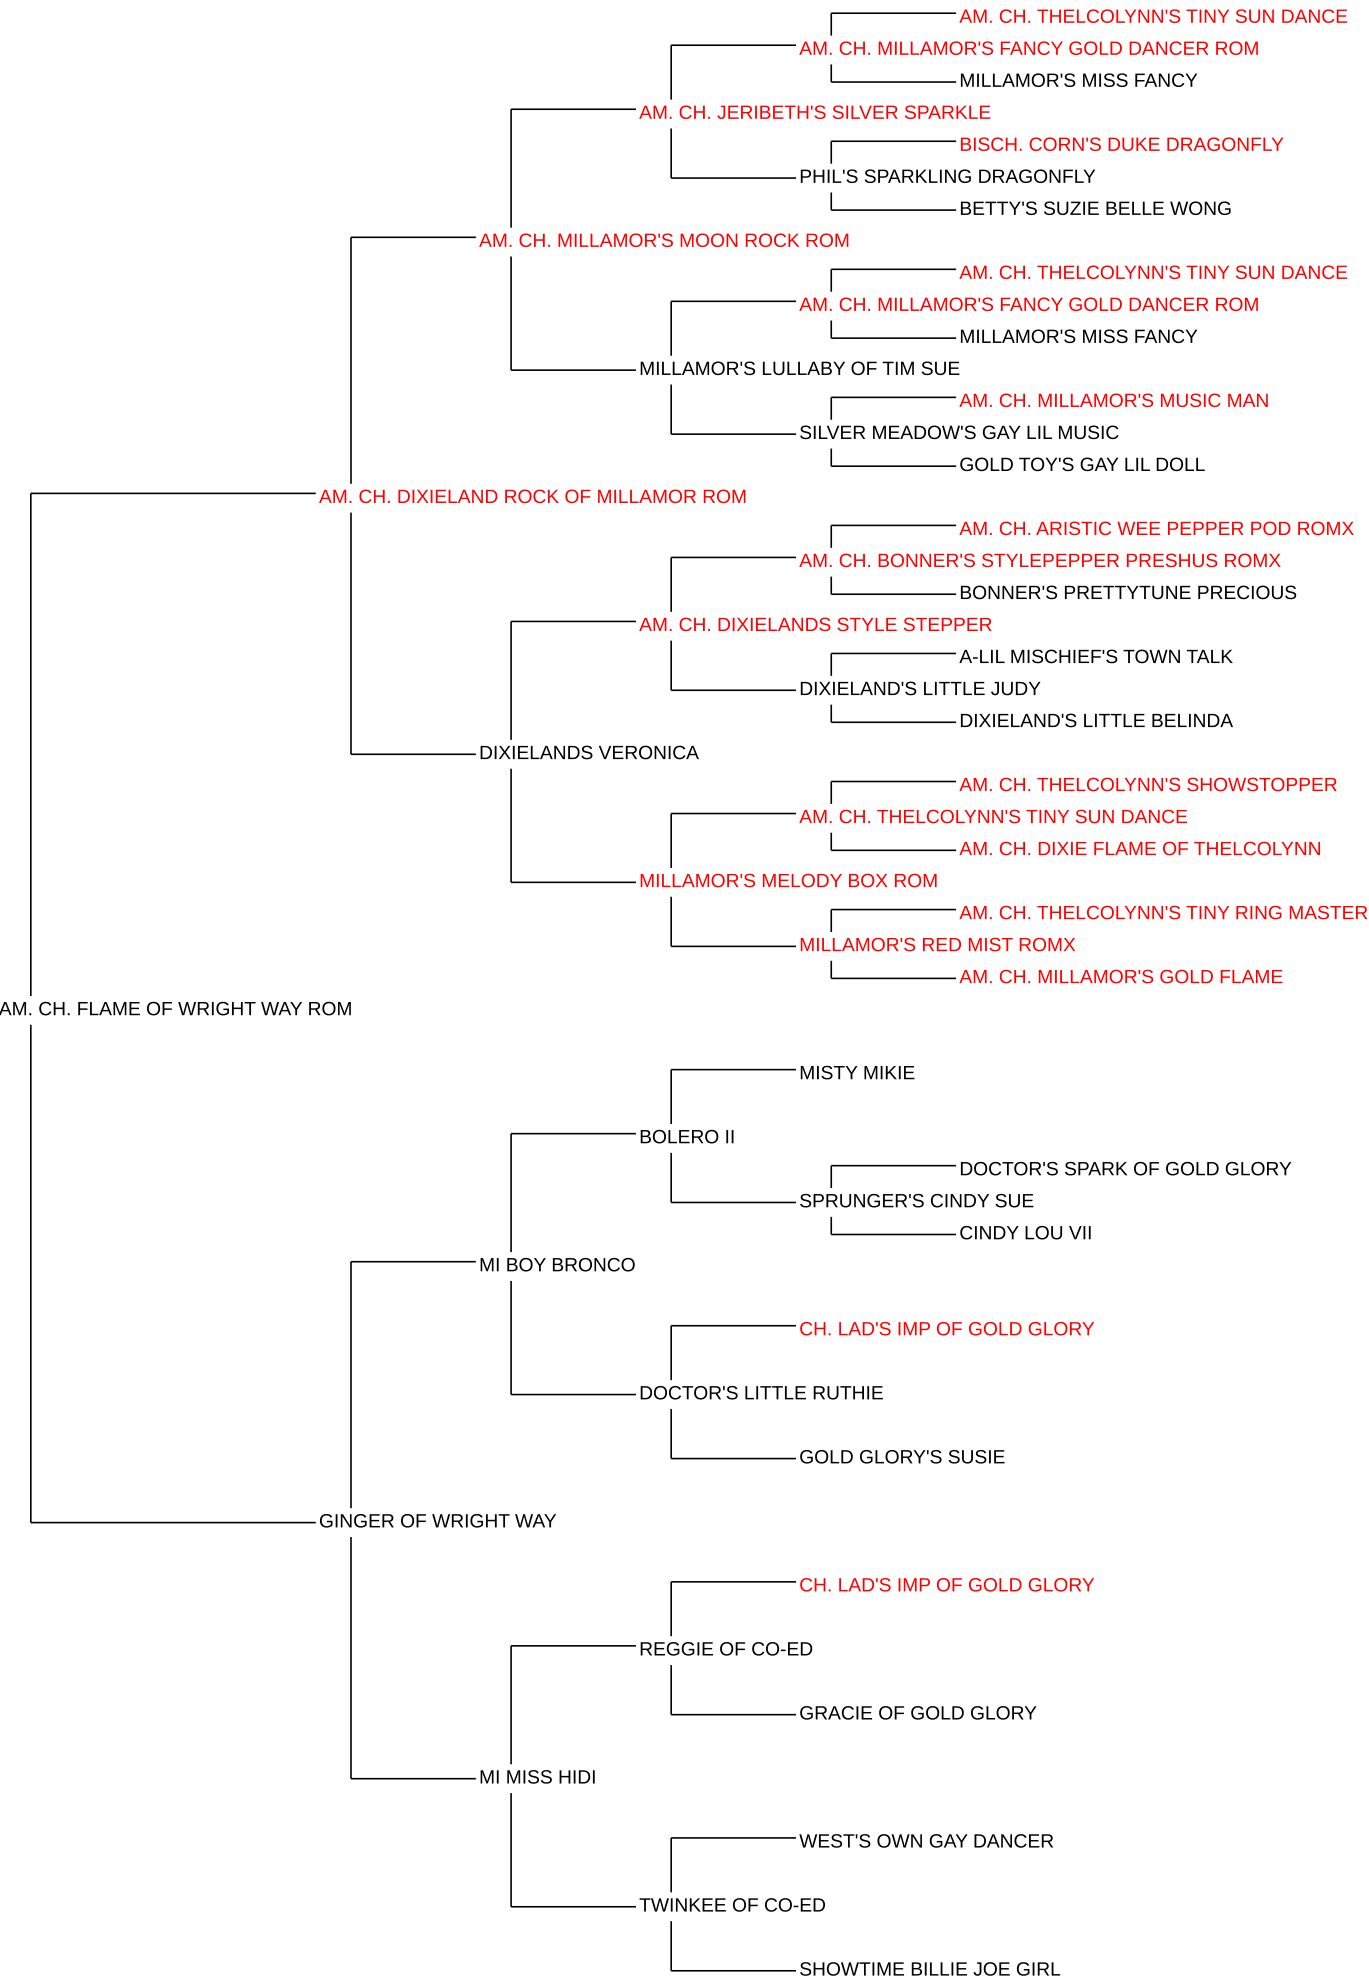 AM. CH. THELCOLYNN'S TINY SUN DANCE
AM. CH. MILLAMOR'S FANCY GOLD DANCER ROM
MILLAMOR'S MISS FANCY
AM. CH. JERIBETH'S SILVER SPARKLE
BISCH. CORN'S DUKE DRAGONFLY
PHIL'S SPARKLING DRAGONFLY
BETTY'S SUZIE BELLE WONG
AM. CH. MILLAMOR'S MOON ROCK ROM
AM. CH. THELCOLYNN'S TINY SUN DANCE
AM. CH. MILLAMOR'S FANCY GOLD DANCER ROM
MILLAMOR'S MISS FANCY
MILLAMOR'S LULLABY OF TIM SUE
AM. CH. MILLAMOR'S MUSIC MAN
SILVER MEADOW'S GAY LIL MUSIC
GOLD TOY'S GAY LIL DOLL
AM. CH. DIXIELAND ROCK OF MILLAMOR ROM
AM. CH. ARISTIC WEE PEPPER POD ROMX
AM. CH. BONNER'S STYLEPEPPER PRESHUS ROMX
BONNER'S PRETTYTUNE PRECIOUS
AM. CH. DIXIELANDS STYLE STEPPER
A-LIL MISCHIEF'S TOWN TALK
DIXIELAND'S LITTLE JUDY
DIXIELAND'S LITTLE BELINDA
DIXIELANDS VERONICA
AM. CH. THELCOLYNN'S SHOWSTOPPER
AM. CH. THELCOLYNN'S TINY SUN DANCE
AM. CH. DIXIE FLAME OF THELCOLYNN
MILLAMOR'S MELODY BOX ROM
AM. CH. THELCOLYNN'S TINY RING MASTER
MILLAMOR'S RED MIST ROMX
AM. CH. MILLAMOR'S GOLD FLAME
AM. CH. FLAME OF WRIGHT WAY ROM
MISTY MIKIE
BOLERO II
DOCTOR'S SPARK OF GOLD GLORY
SPRUNGER'S CINDY SUE
CINDY LOU VII
MI BOY BRONCO
CH. LAD'S IMP OF GOLD GLORY
DOCTOR'S LITTLE RUTHIE
GOLD GLORY'S SUSIE
GINGER OF WRIGHT WAY
CH. LAD'S IMP OF GOLD GLORY
REGGIE OF CO-ED
GRACIE OF GOLD GLORY
MI MISS HIDI
WEST'S OWN GAY DANCER
TWINKEE OF CO-ED
SHOWTIME BILLIE JOE GIRL